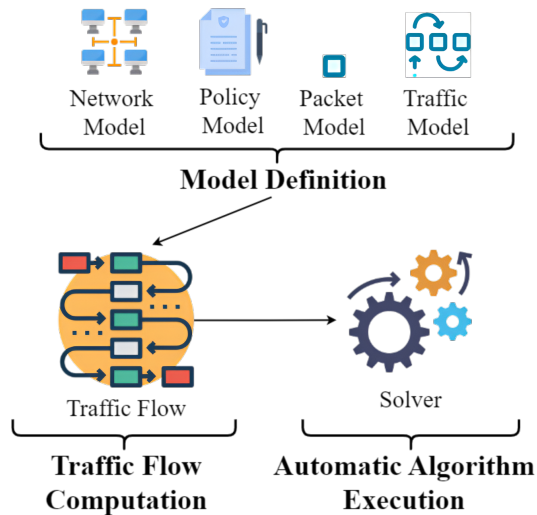 Network
Model
Policy
Model
Packet
Model
Traffic
Model
Model Definition
Traffic Flow
Solver
Traffic Flow
Computation
Automatic Algorithm
Execution